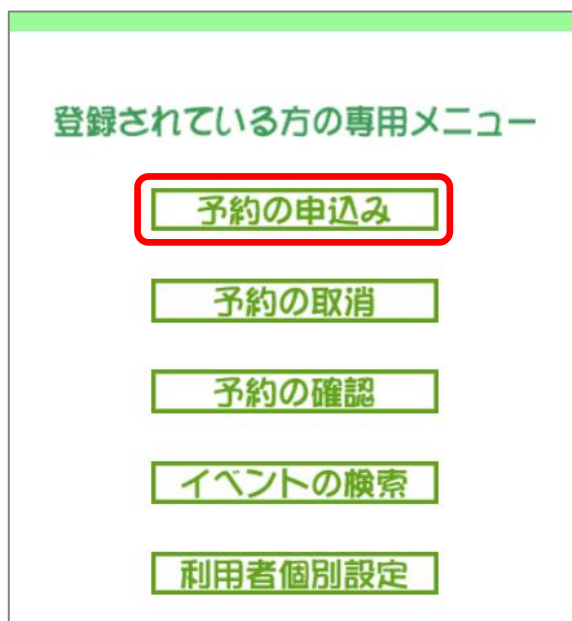 登録されている方の専用メニュー
予約の申込み
予約の取消
予約の確認
イベントの検索
利用者個別設定